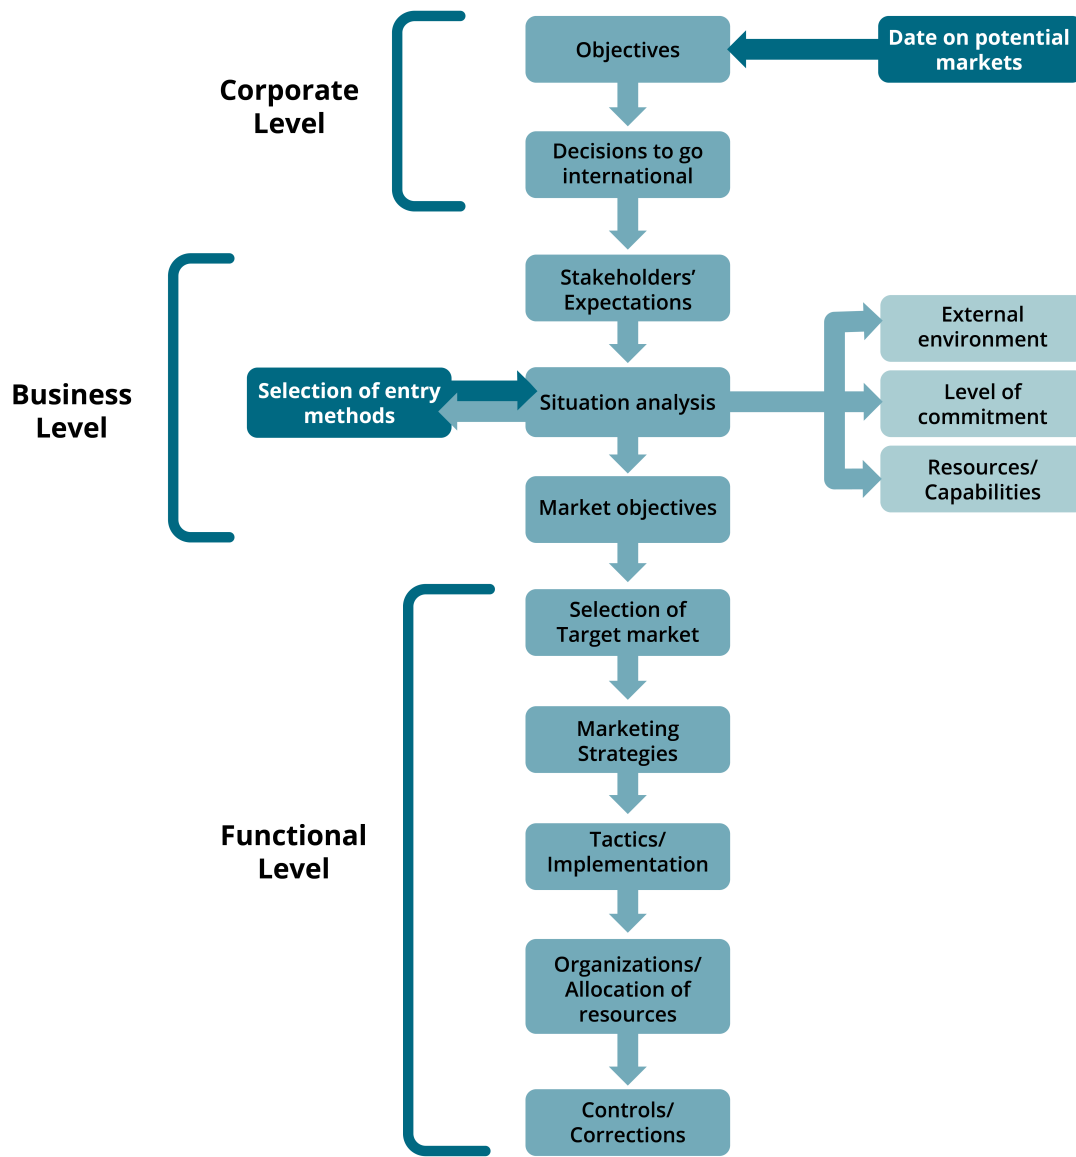 Objectives
Date on potential
markets
Corporate
Level
Decisions to go
international
Stakeholders’
Expectations
External
environment
Business
Level
Selection of entry
methods
Situation analysis
Level of
commitment
Resources/
Capabilities
Market objectives
Selection of
Target market
Marketing
Strategies
Functional
Level
Tactics/
Implementation
Organizations/
Allocation of
resources
Controls/
Corrections